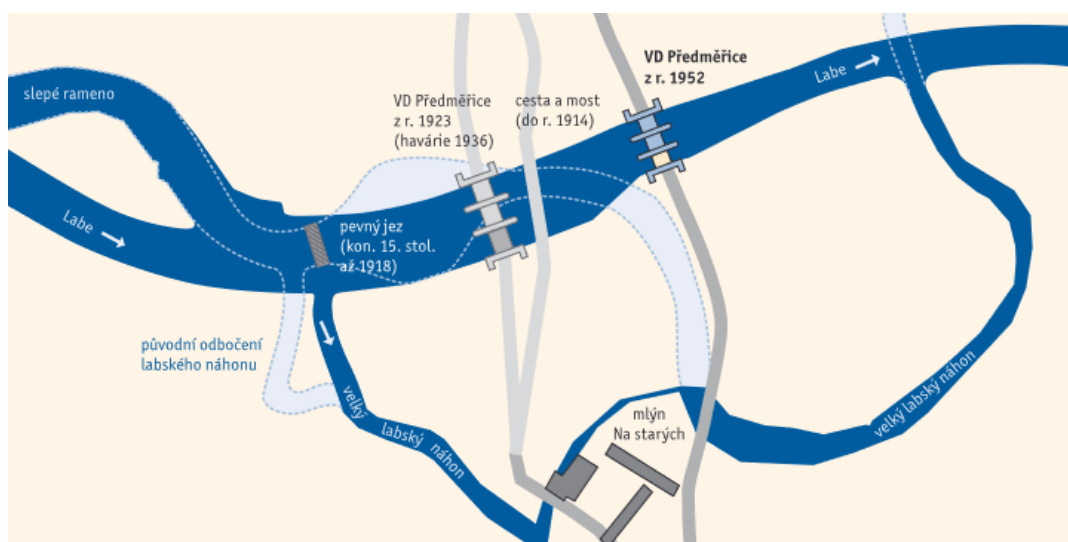 slepé rameno
VD Předměřice
z r. 1923
(havárie 1936)
cesta a most
(do r. 1914)
VD Předměřice
z r. 1952
Labe
Labe
pevný jez
(kon. 15. stol.
až 1918)
původní odbočení
labského náhonu
velký labský náhon
mlýn
Na starých
velký labský náhon